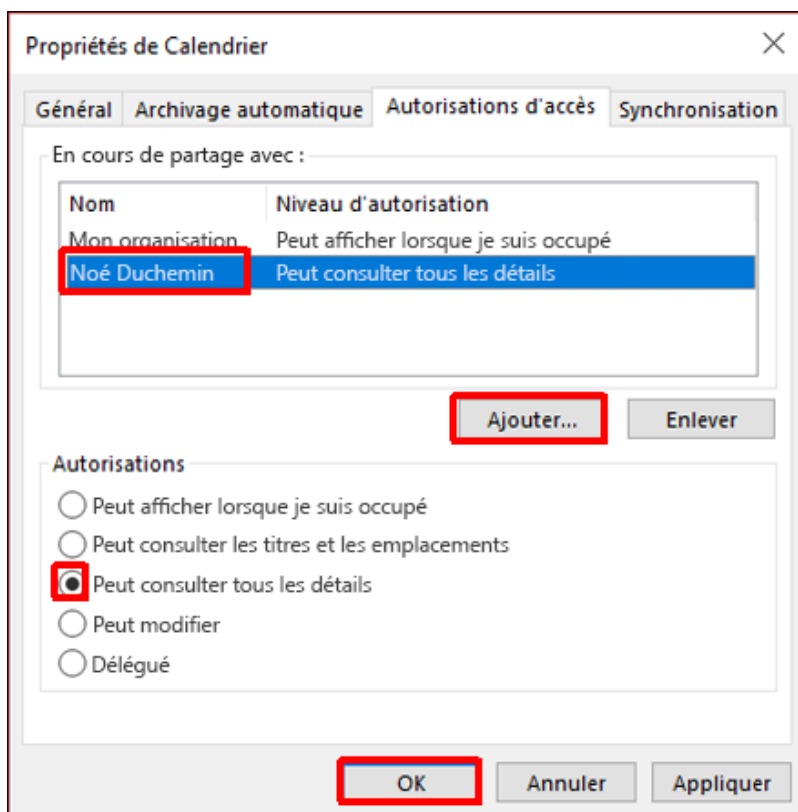 Propriétés de Calendrier
Général Archivage automatique Autorisations d'accès Synchronisation
En cours de partage avec :
Nom Niveau d'autorisation
Mon organisation Peut afficher lorsque je suis occupé
Noé Duchemin Peut consulter tous les détails
Ajouter... Enlever
Autorisations
Peut afficher lorsque je suis occupé
Peut consulter les titres et les emplacements
Peut consulter tous les détails
Peut modifier
Délégué
OK Annuler Appliquer